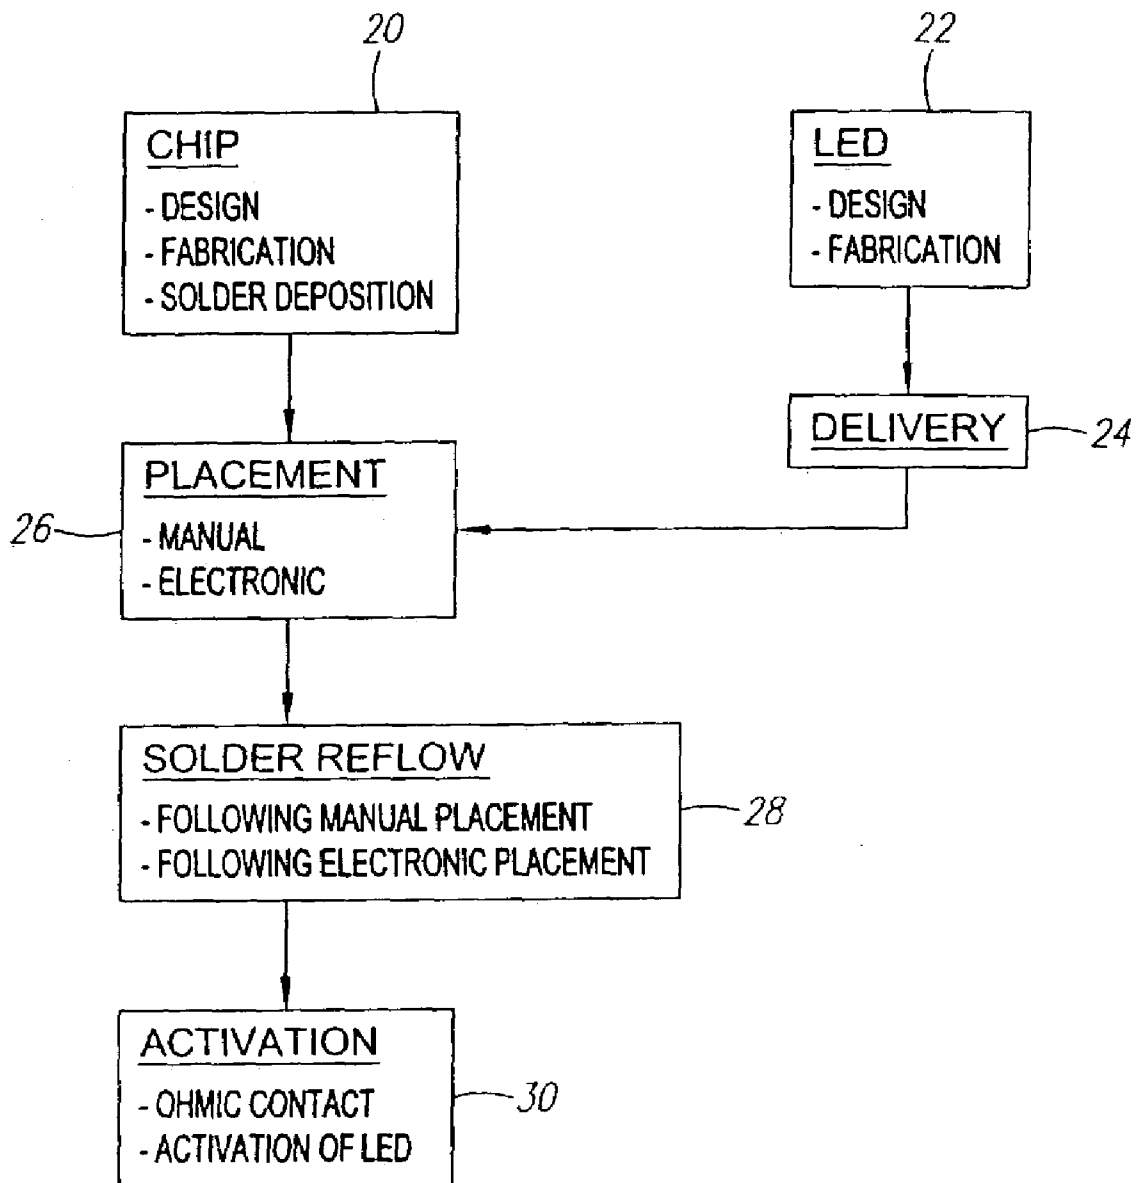 20
CHIP
- DESIGN
- FABRICATION
- SOLDER DEPOSITION
22
LED
- DESIGN
- FABRICATION
DELIVERY
24
26
PLACEMENT
- MANUAL
- ELECTRONIC
SOLDER REFLOW
- FOLLOWING MANUAL PLACEMENT
- FOLLOWING ELECTRONIC PLACEMENT
28
ACTIVATION
- OHMIC CONTACT
- ACTIVATION OF LED
30